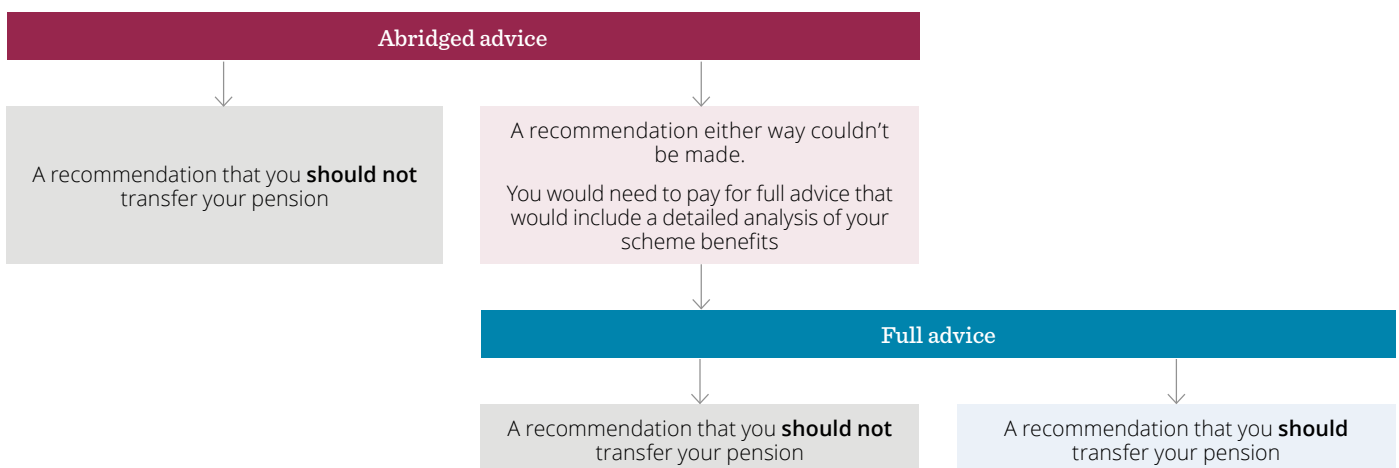 Abridged advice
A recommendation that you should not
transfer your pension
A recommendation either way couldn’t
be made.
You would need to pay for full advice that
would include a detailed analysis of your
scheme benefits
Full advice
A recommendation that you should not
transfer your pension
A recommendation that you should
transfer your pension